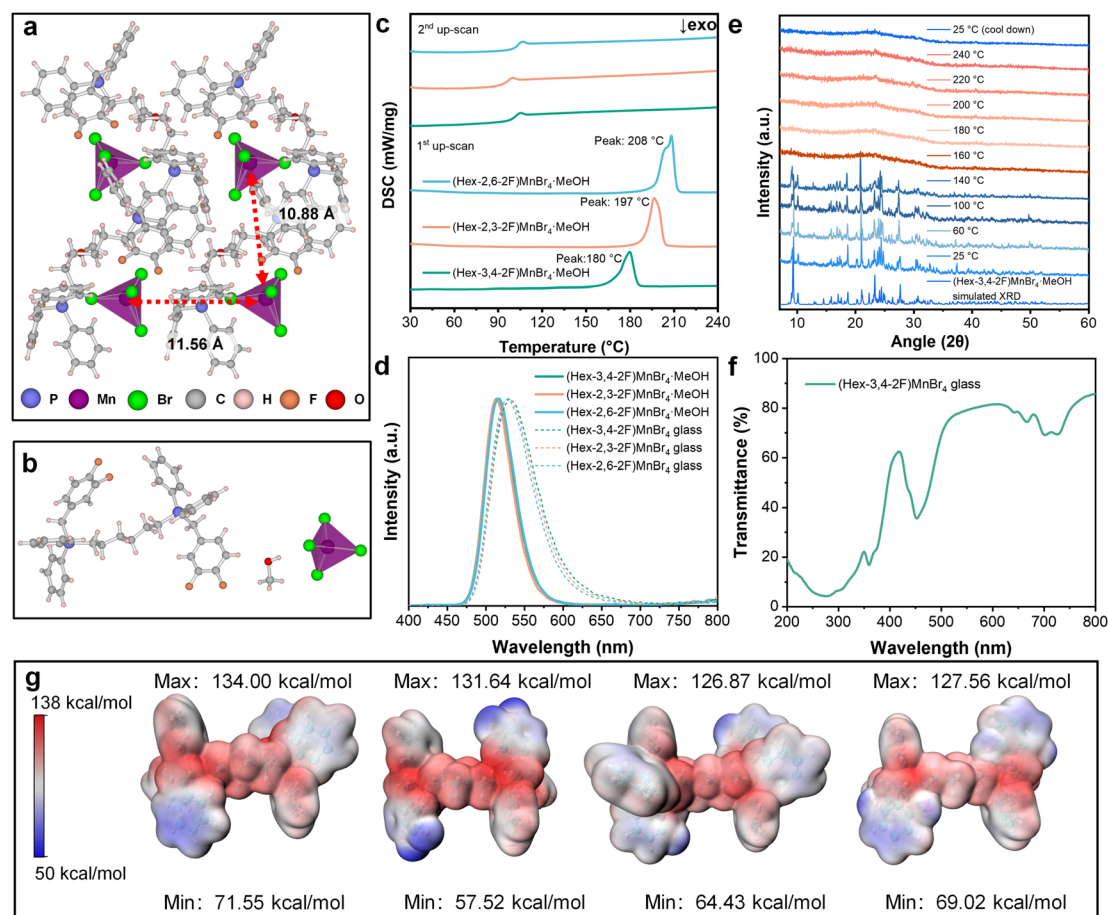 a
10.88 Å
11.56 Å
P Mn Br C H F O
b
c
↓exo
2nd up-scan
1st up-scan
Peak: 208 °C
(Hex-2,6-2F)MnBr4·MeOH
Peak: 197 °C
(Hex-2,3-2F)MnBr4·MeOH
Peak:180 °C
(Hex-3,4-2F)MnBr4·MeOH
DSC (mW/mg)
30 60 90 120 150 180 210 240
Temperature (°C)
d
(Hex-3,4-2F)MnBr4·MeOH
(Hex-2,3-2F)MnBr4·MeOH
(Hex-2,6-2F)MnBr4·MeOH
(Hex-3,4-2F)MnBr4 glass
(Hex-2,3-2F)MnBr4 glass
(Hex-2,6-2F)MnBr4 glass
Intensity (a.u.)
400 450 500 550 600 650 700 750 800
Wavelength (nm)
e
25 °C (cool down)
240 °C
220 °C
200 °C
180 °C
160 °C
140 °C
100 °C
60 °C
25 °C
(Hex-3,4-2F)MnBr4·MeOH
simulated XRD
Intensity (a.u.)
10 20 30 40 50 60
Angle (2θ)
f
(Hex-3,4-2F)MnBr4 glass
Transmittance (%)
100
80
60
40
20
0
200 300 400 500 600 700 800
Wavelength (nm)
g
138 kcal/mol
50 kcal/mol
Max: 134.00 kcal/mol
Max: 131.64 kcal/mol
Max: 126.87 kcal/mol
Max: 127.56 kcal/mol
Min: 71.55 kcal/mol
Min: 57.52 kcal/mol
Min: 64.43 kcal/mol
Min: 69.02 kcal/mol